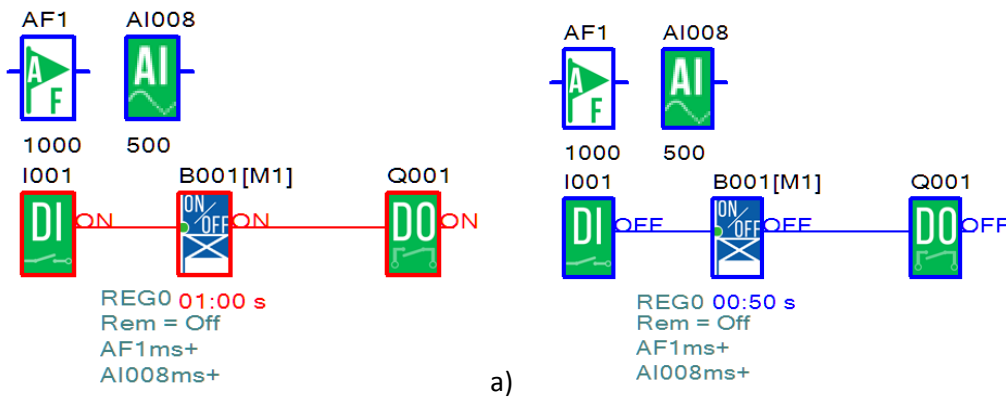 AF1 AI008
A F AI
1000 500
I001 B001[M1] Q001
DI ON ON/OFF ON DO ON
REG0 01:00 s
Rem = Off
AF1ms+
AI008ms+
a)
AF1 AI008
A F AI
1000 500
I001 B001[M1] Q001
DI OFF ON/OFF OFF DO OFF
REG0 00:50 s
Rem = Off
AF1ms+
AI008ms+